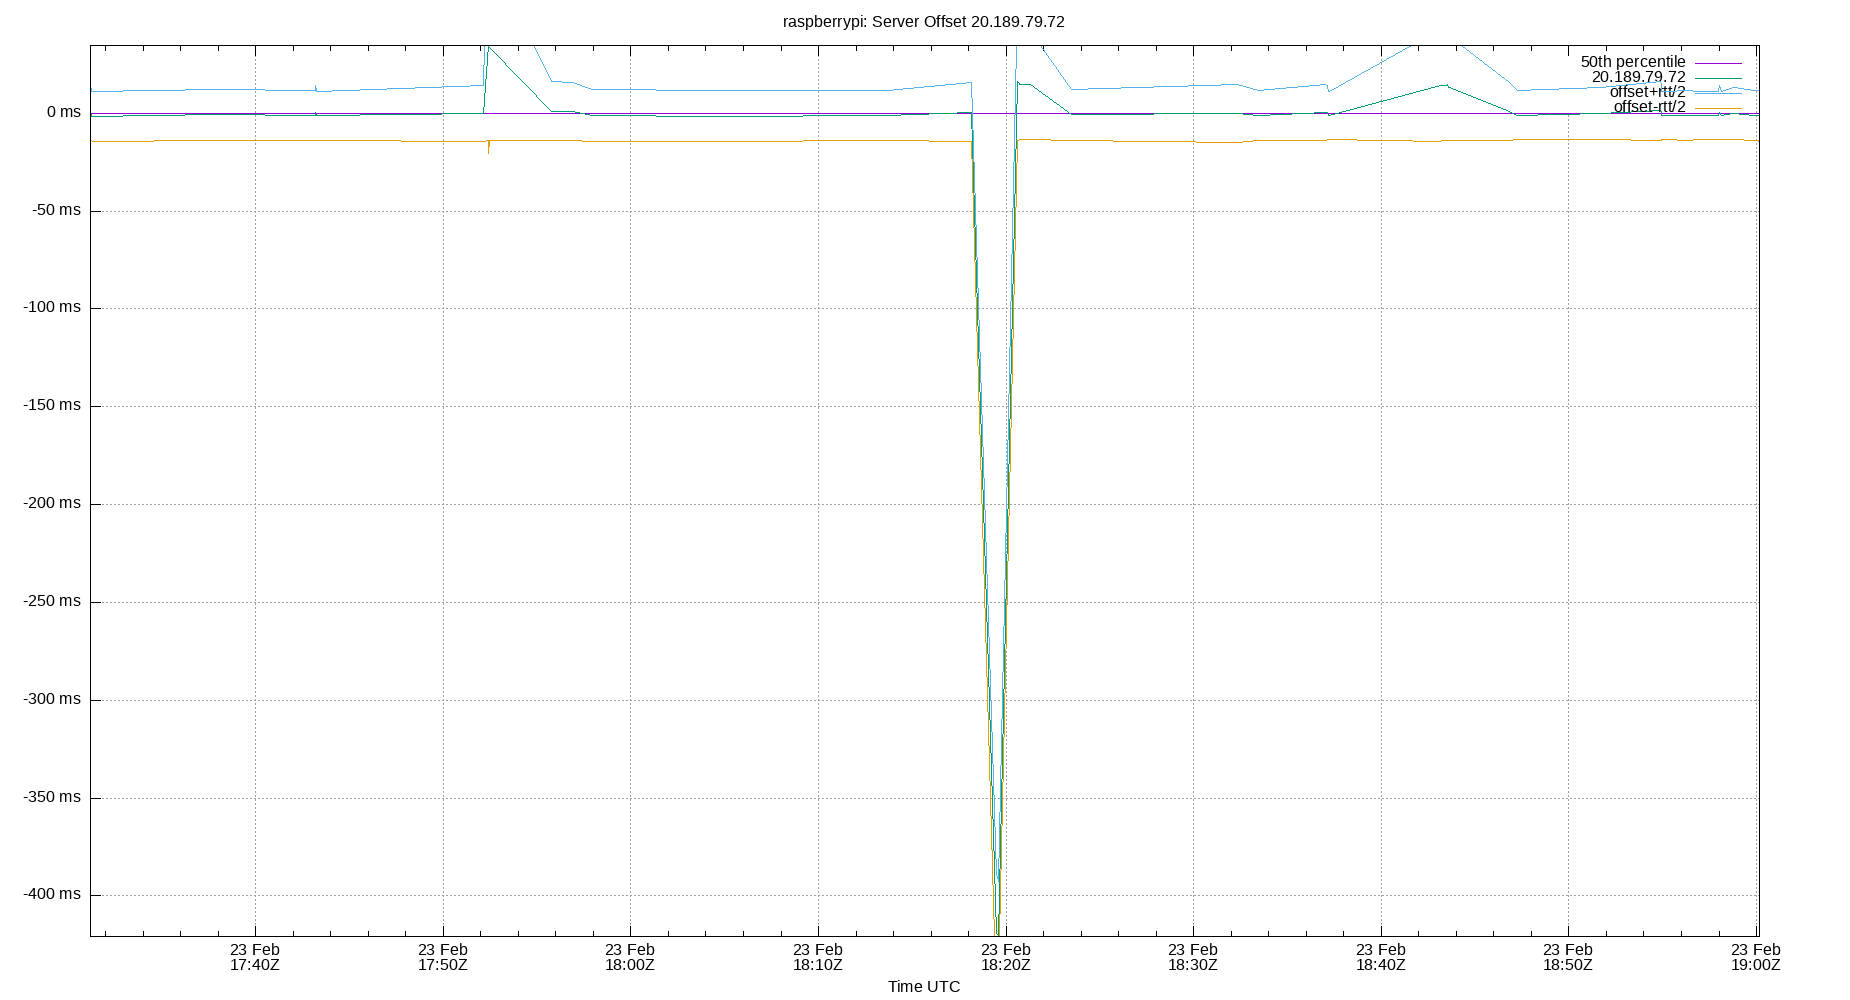 raspberrypi: Server Offset 20.189.79.72
50th percentile
20.189.79.72
offset+rtt/2
offset-rtt/2
0 ms
-50 ms
-100 ms
-150 ms
-200 ms
-250 ms
-300 ms
-350 ms
-400 ms
23 Feb 23 Feb 23 Feb 23 Feb 23 Feb 23 Feb 23 Feb 23 Feb 23 Feb
17:40Z 17:50Z 18:00Z 18:10Z 18:20Z 18:30Z 18:40Z 18:50Z 19:00Z
Time UTC